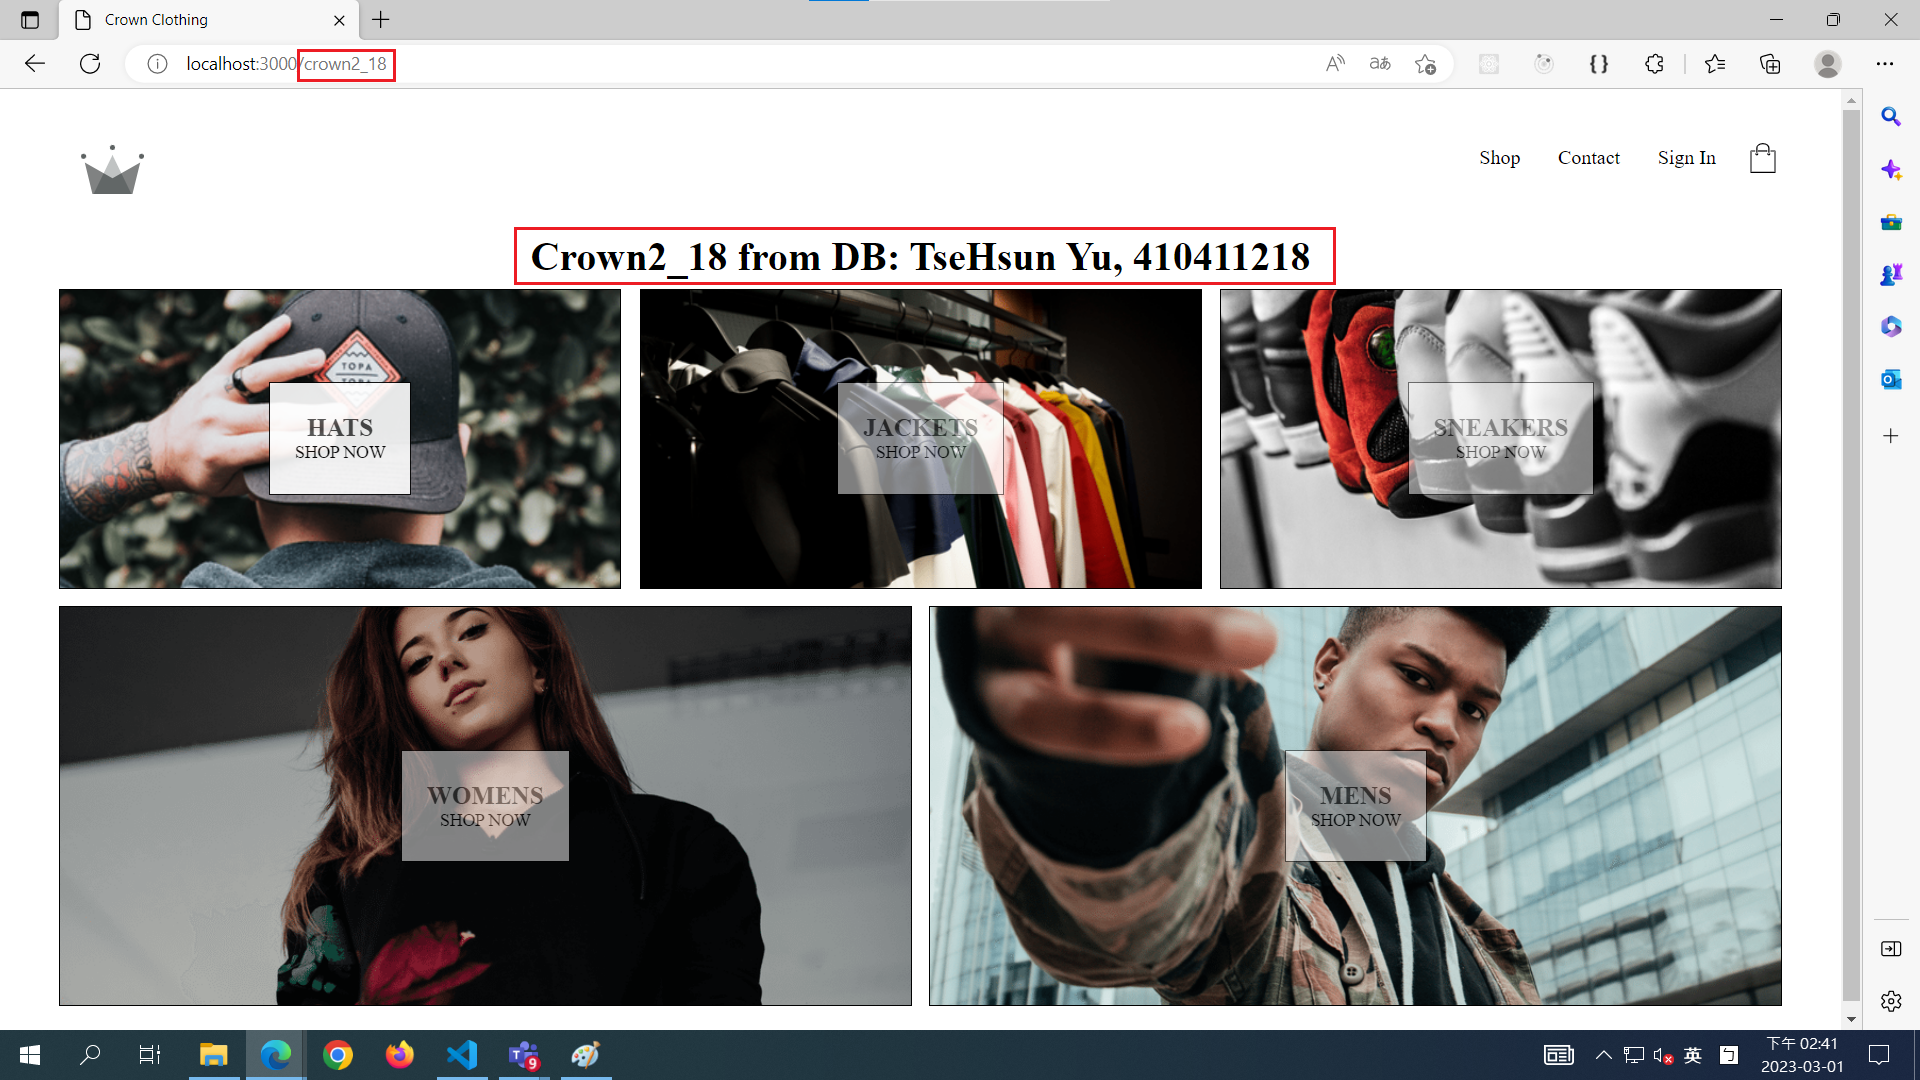 Crown Clothing
localhost:3000/crown2_18
Shop
Contact
Sign In
Crown2_18 from DB: TseHsun Yu, 410411218
TOPA
TOPA
HATS
SHOP NOW
JACKETS
SHOP NOW
SNEAKERS
SHOP NOW
WOMENS
SHOP NOW
MENS
SHOP NOW
9
英
下午 02:41
2023-03-01